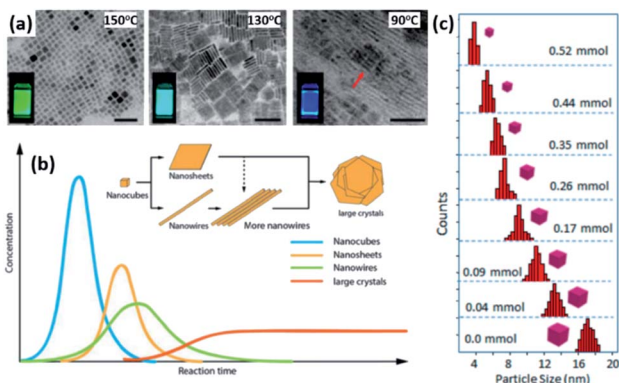 (a)
150°C
130°C
90°C
(b)
Concentration
Nanocubes
Nanosheets
Nanowires
More nanowires
large crystals
Nanocubes
Nanosheets
Nanowires
large crystals
Reaction time
(c)
Counts
0.52 mmol
0.44 mmol
0.35 mmol
0.26 mmol
0.17 mmol
0.09 mmol
0.04 mmol
0.0 mmol
4 8 12 16 20
Particle Size (nm)